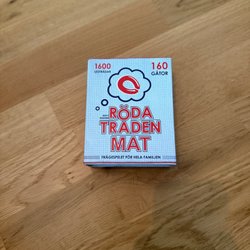 1600
LEDTRÅDAR
160
GÅTOR
RÖDA
TRÅDEN
MAT
FRÅGESPELET FÖR HELA FAMILJEN